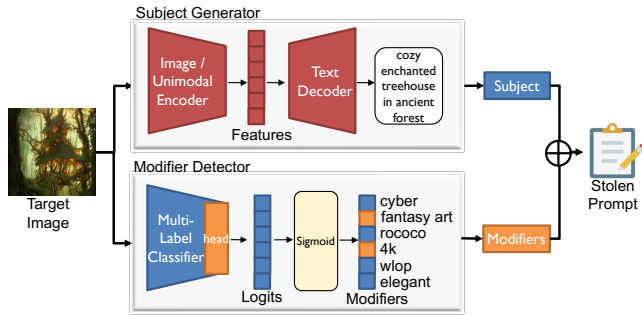 Subject Generator
Image /
Unimodal
Encoder
Features
Text
Decoder
cozy
enchanted
treehouse
in ancient
forest
Subject
Target
Image
Modifier Detector
Multi-
Label
Classifier
head
Logits
Sigmoid
cyber
fantasy art
rococo
4k
wlop
elegant
Modifiers
Modifiers
Stolen
Prompt